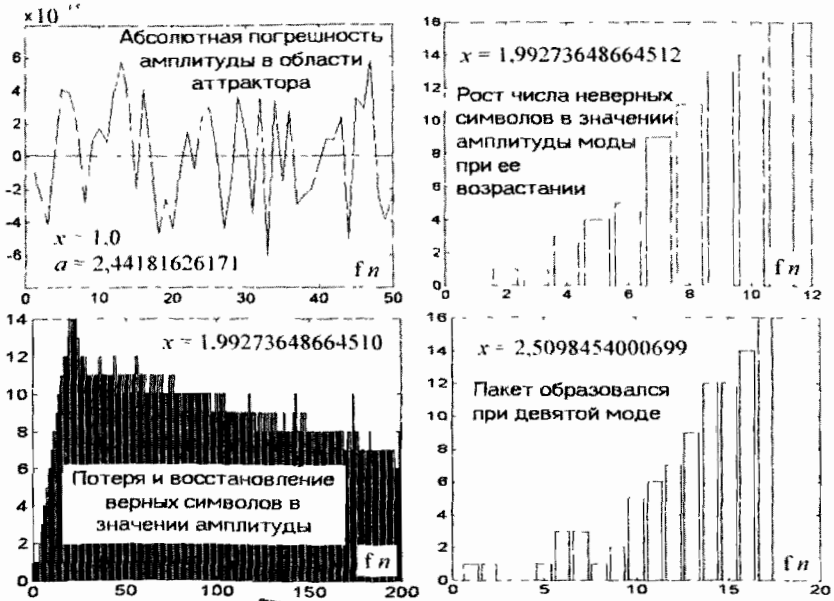 ×10
Абсолютная погрешность
амплитуды в области
аттрактора
6
4
2
0
-2
-4
-6
x = 1,0
a = 2,44181626171
f n
0 10 20 30 40 50
16
14
12
10
8
6
4
2
0
x = 1,99273648664512
Рост числа неверных
символов в значении
амплитуды моды
при ее
возрастании
f n
0 2 4 6 8 10 12
14
12
10
8
6
4
2
0
x = 1.99273648664510
Потеря и восстановление
верных символов в
значении амплитуды
f n
0 50 100 150 200
16
14
12
10
8
6
4
2
0
x = 2,5098454000699
Пакет образовался
при девятой моде
f n
0 5 10 15 20